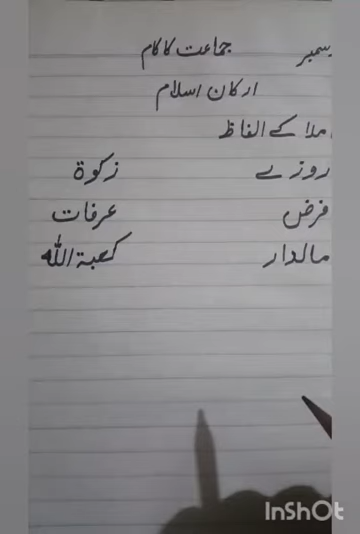 جماعت کا کام
ارکان اسلام
املا کے الفاظ
روزے زکوۃ
فرض عرفات
مالدار کعبۃ اللہ
InShOt